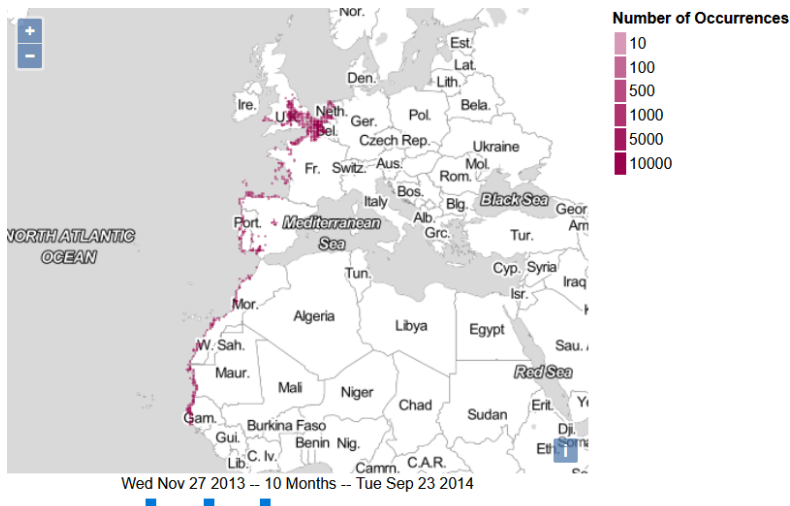 Number of Occurrences
10
100
500
1000
5000
10000
+
−
Nor.
Est.
Lat.
Lith.
Den.
Ire.
Neth.
Bela.
Pol.
Ger.
Bel.
Czech Rep.
Ukraine
Fr.
Switz.
Aus.
Mol.
Rom.
Bos.
Italy
Blg.
Black Sea
Geor
Alb.
Port.
Mediterranean
Sea
Grc.
Tur.
NORTH ATLANTIC
OCEAN
Cyp.
Syria
Tun.
Iraq
Isr.
Mor.
Algeria
Libya
Egypt
W. Sah.
Sau.
Maur.
Red Sea
Mali
Niger
Chad
Sudan
Erit.
Gam.
Burkina Faso
Dji.
Gui.
Benin
Nig.
Eth.
i
C. Iv.
Lib.
Camrn.
C.A.R.
Wed Nov 27 2013 -- 10 Months -- Tue Sep 23 2014